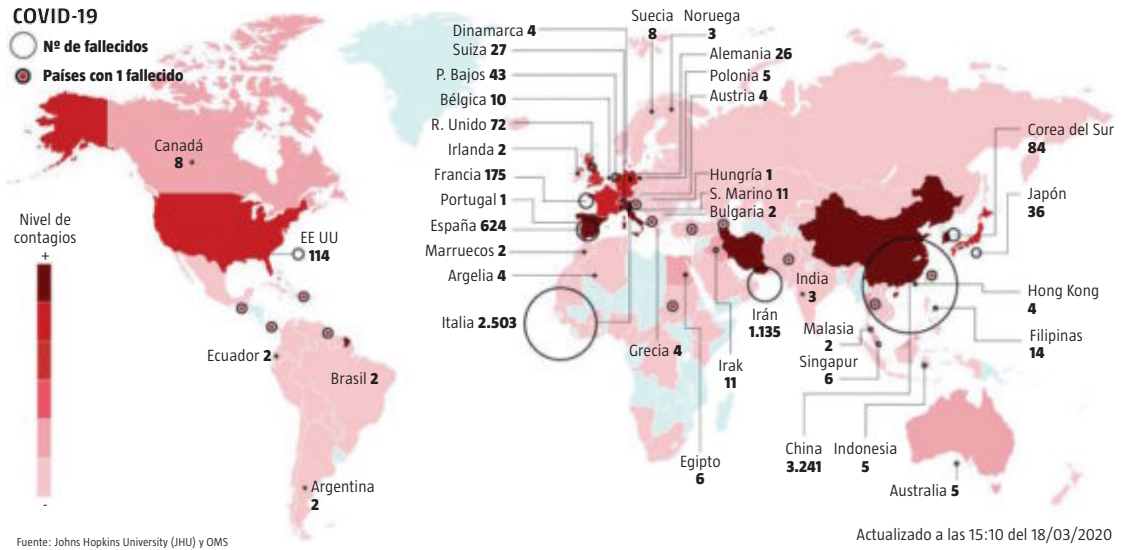 COVID-19
Nº de fallecidos
Países con 1 fallecido
Nivel de
contagios
+
-
Canadá
8
EE UU
114
Ecuador 2
Brasil 2
Argentina
2
Dinamarca 4
Suiza 27
P. Bajos 43
Bélgica 10
R. Unido 72
Irlanda 2
Francia 175
Portugal 1
España 624
Marruecos 2
Argelia 4
Italia 2.503
Suecia
8
Noruega
3
Alemania 26
Polonia 5
Austria 4
Hungría 1
S. Marino 11
Bulgaria 2
Grecia 4
Egipto
6
Irak
11
Irán
1.135
India
3
Malasia
2
Singapur
6
China
3.241
Indonesia
5
Australia 5
Corea del Sur
84
Japón
36
Hong Kong
4
Filipinas
14
Fuente: Johns Hopkins University (JHU) y OMS
Actualizado a las 15:10 del 18/03/2020